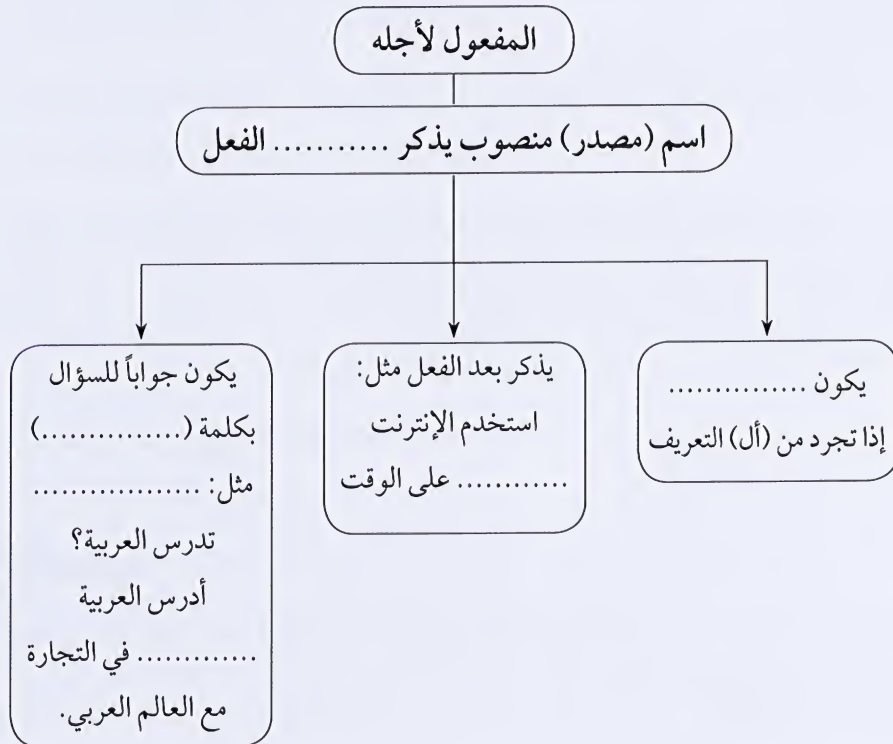 المفعول لأجله
اسم (مصدر) منصوب يذكر ........... الفعل
يكون ...............
إذا تجرد من (أل) التعريف
يذكر بعد الفعل مثل:
استخدم الإنترنت
............ على الوقت
يكون جواباً للسؤال
بكلمة (...............)
مثل: ..................
تدرس العربية؟
أدرس العربية
............. في التجارة
مع العالم العربي.